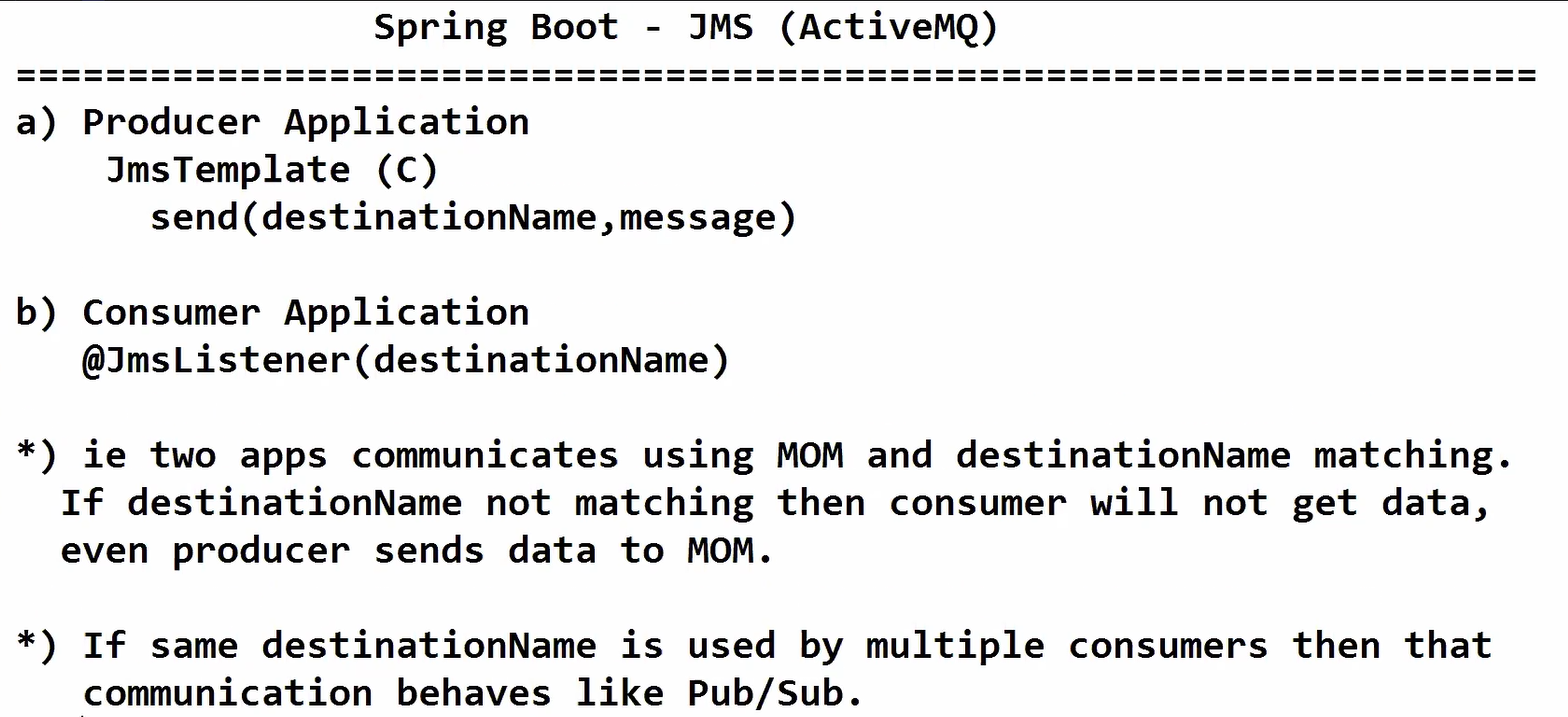 Spring Boot - JMS (ActiveMQ)
====================================================================
a) Producer Application
JmsTemplate (C)
send(destinationName,message)
b) Consumer Application
@JmsListener(destinationName)
*) ie two apps communicates using MOM and destinationName matching.
If destinationName not matching then consumer will not get data,
even producer sends data to MOM.
*) If same destinationName is used by multiple consumers then that
communication behaves like Pub/Sub.